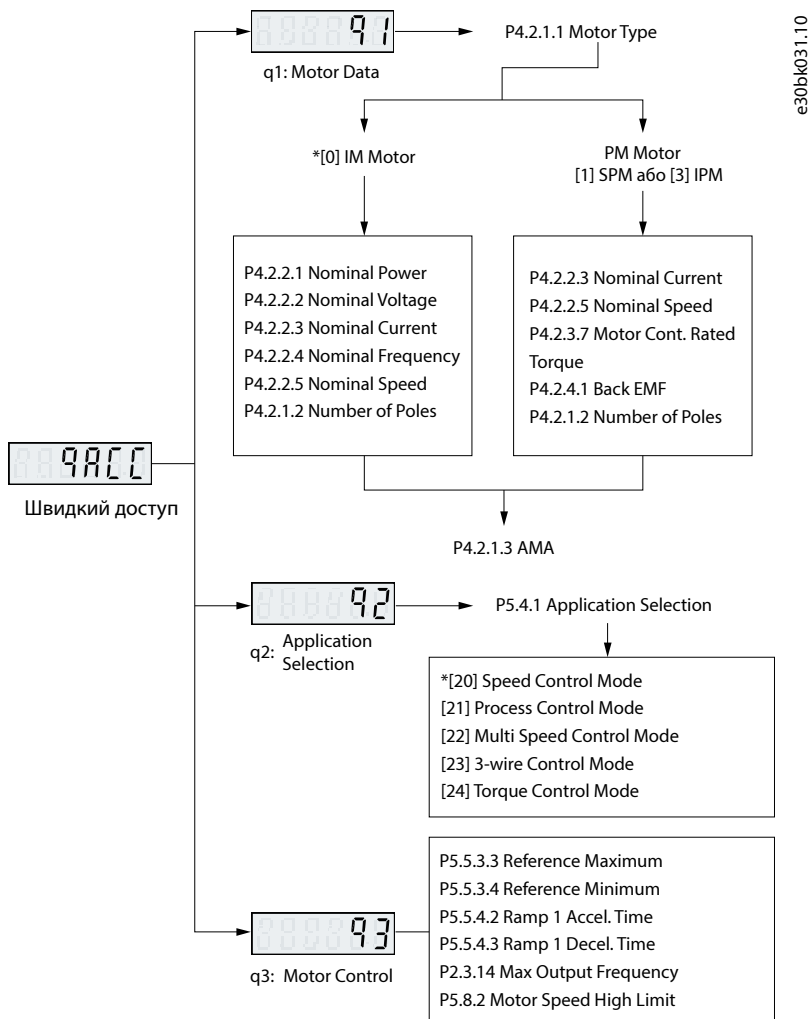 e30bk031.10
q1
P4.2.1.1 Motor Type
q1: Motor Data
*[0] IM Motor
PM Motor
[1] SPM або [3] IPM
P4.2.2.1 Nominal Power
P4.2.2.2 Nominal Voltage
P4.2.2.3 Nominal Current
P4.2.2.4 Nominal Frequency
P4.2.2.5 Nominal Speed
P4.2.1.2 Number of Poles
P4.2.2.3 Nominal Current
P4.2.2.5 Nominal Speed
P4.2.3.7 Motor Cont. Rated
Torque
P4.2.4.1 Back EMF
P4.2.1.2 Number of Poles
qACC
Швидкий доступ
P4.2.1.3 AMA
q2
P5.4.1 Application Selection
q2: Application
Selection
*[20] Speed Control Mode
[21] Process Control Mode
[22] Multi Speed Control Mode
[23] 3-wire Control Mode
[24] Torque Control Mode
q3
q3: Motor Control
P5.5.3.3 Reference Maximum
P5.5.3.4 Reference Minimum
P5.5.4.2 Ramp 1 Accel. Time
P5.5.4.3 Ramp 1 Decel. Time
P2.3.14 Max Output Frequency
P5.8.2 Motor Speed High Limit